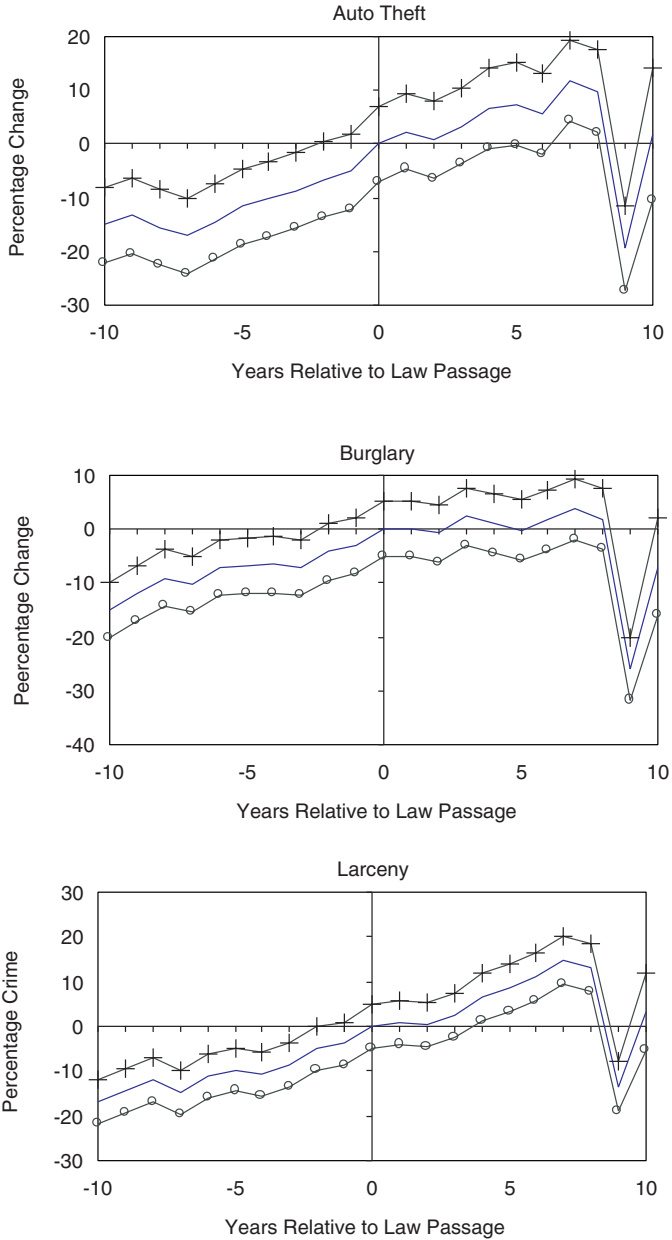 Auto Theft
20
10
0
-10
-20
-30
Percentage Change
-10 -5 0 5 10
Years Relative to Law Passage
Burglary
10
0
-10
-20
-30
-40
Peercentage Change
-10 -5 0 5 10
Years Relative to Law Passage
Larceny
30
20
10
0
-10
-20
-30
Percentage Crime
-10 -5 0 5 10
Years Relative to Law Passage